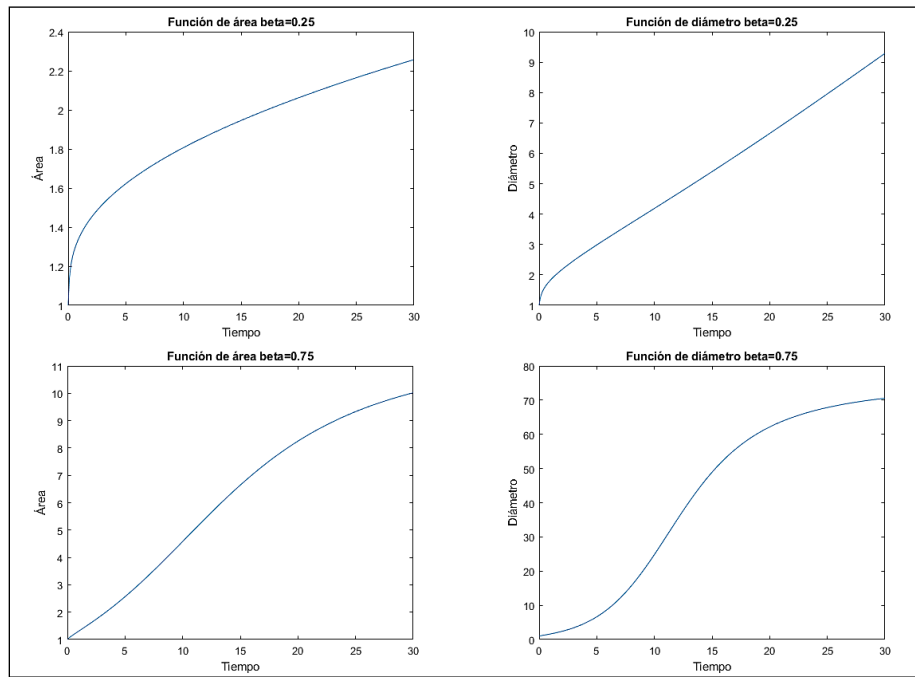 Función de área beta=0.25
2.4
2.2
2
1.8
1.6
1.4
1.2
1
Área
0 5 10 15 20 25 30
Tiempo
Función de diámetro beta=0.25
10
9
8
7
6
5
4
3
2
1
Diámetro
0 5 10 15 20 25 30
Tiempo
Función de área beta=0.75
11
10
9
8
7
6
5
4
3
2
1
Área
0 5 10 15 20 25 30
Tiempo
Función de diámetro beta=0.75
80
70
60
50
40
30
20
10
0
Diámetro
0 5 10 15 20 25 30
Tiempo